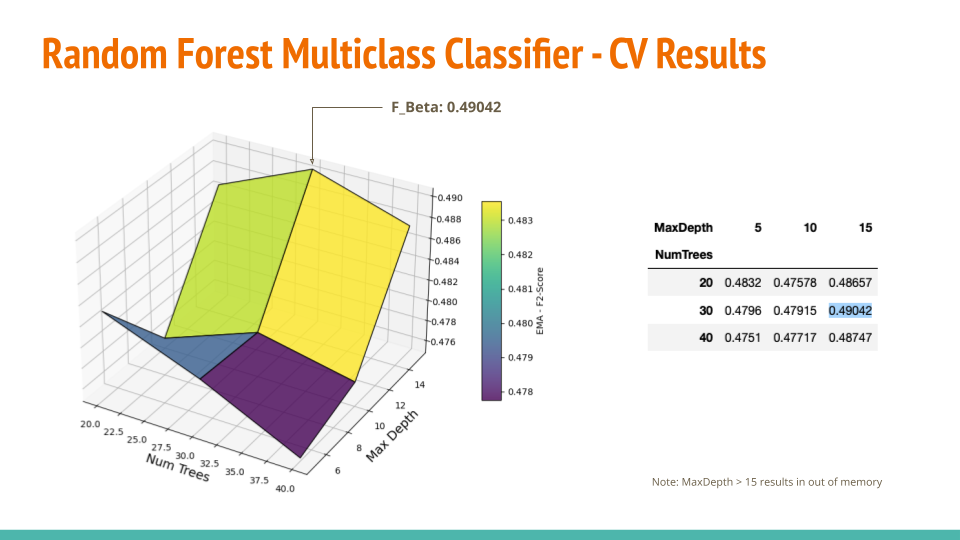 Random Forest Multiclass Classifier - CV Results
F_Beta: 0.49042
0.490
0.488
0.486
0.484
0.482
0.480
0.478
0.476
14
12
10
8
6
Max Depth
20.0
22.5
25.0
27.5
30.0
32.5
35.0
37.5
40.0
Num Trees
0.483
0.482
0.481
0.480
0.479
0.478
EMA - F2-Score
MaxDepth 5 10 15
NumTrees
20 0.4832 0.47578 0.48657
30 0.4796 0.47915 0.49042
40 0.4751 0.47717 0.48747
Note: MaxDepth > 15 results in out of memory